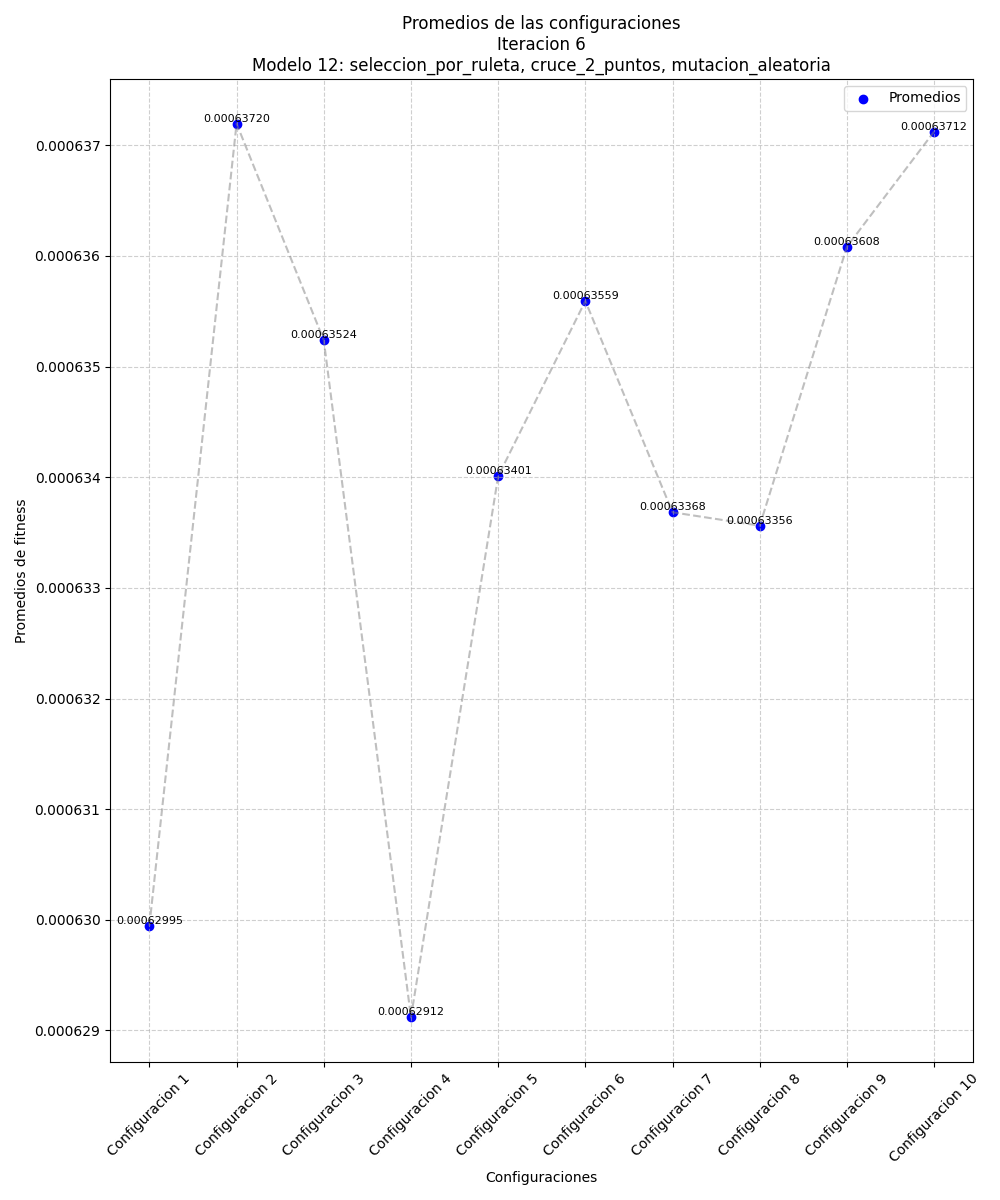 Promedios de las configuraciones
Iteracion 6
Modelo 12: seleccion_por_ruleta, cruce_2_puntos, mutacion_aleatoria
Promedios
0.00063720
0.00063712
0.000637
0.000636
0.00063608
0.00063559
0.00063524
0.000635
0.000634
0.00063401
0.00063368
0.00063356
0.000633
0.000632
0.000631
0.000630
0.00062995
0.00062912
0.000629
Promedios de fitness
Configuracion 1
Configuracion 2
Configuracion 3
Configuracion 4
Configuracion 5
Configuracion 6
Configuracion 7
Configuracion 8
Configuracion 9
Configuracion 10
Configuraciones